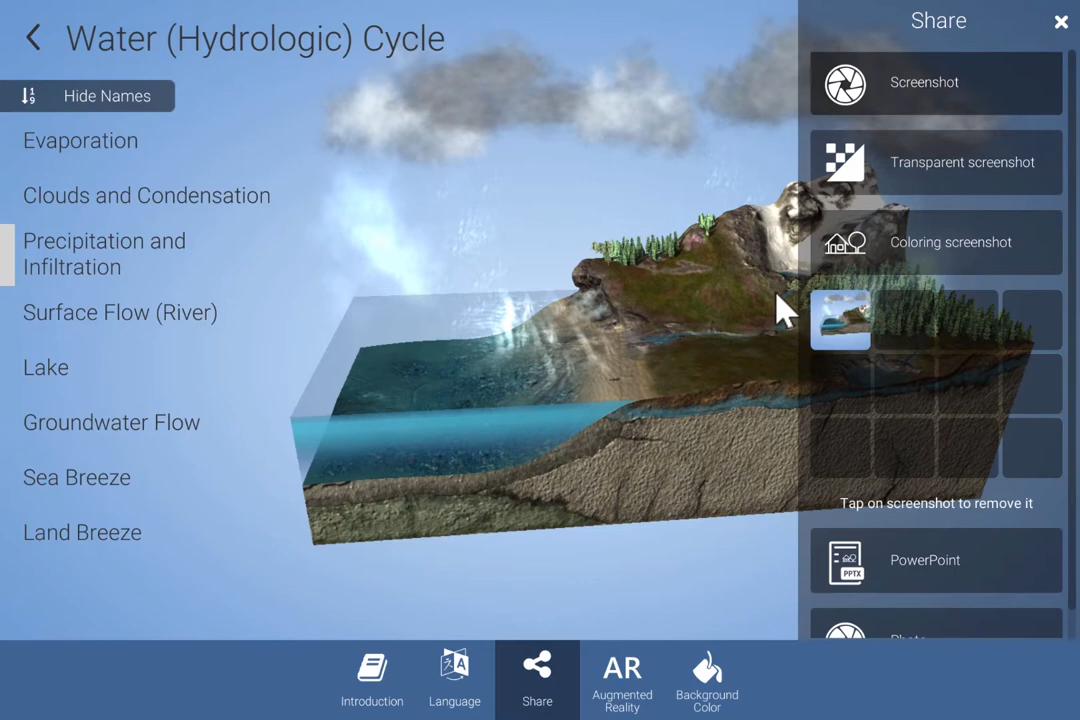 Water (Hydrologic) Cycle
Hide Names
Evaporation
Clouds and Condensation
Precipitation and
Infiltration
Surface Flow (River)
Lake
Groundwater Flow
Sea Breeze
Land Breeze
Share
Screenshot
Transparent screenshot
Coloring screenshot
Tap on screenshot to remove it
PPTX
PowerPoint
Introduction
Language
Share
AR
Augmented
Reality
Background
Color